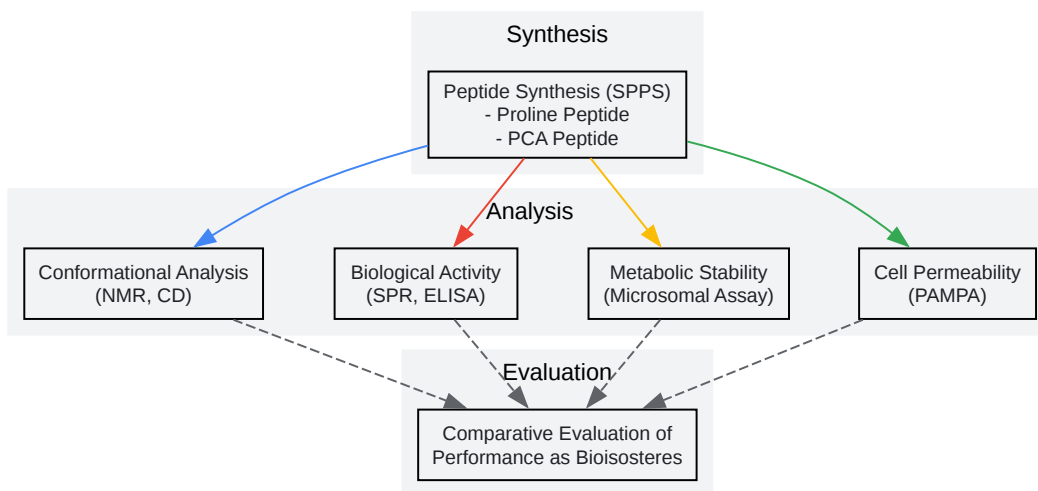 Synthesis
Peptide Synthesis (SPPS)
- Proline Peptide
- PCA Peptide
Analysis
Conformational Analysis
(NMR, CD)
Biological Activity
(SPR, ELISA)
Metabolic Stability
(Microsomal Assay)
Cell Permeability
(PAMPA)
Evaluation
Comparative Evaluation of
Performance as Bioisosteres